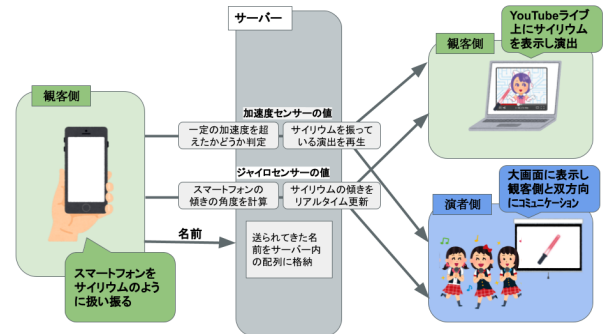 サーバー
観客側
スマートフォンを
サイリウムのよう
に扱い振る
加速度センサーの値
一定の加速度を超
えたかどうか判定
サイリウムを振って
いる演出を再生
ジャイロセンサーの値
スマートフォンの
傾きの角度を計算
サイリウムの傾きを
リアルタイム更新
名前
送られてきた名
前をサーバー内
の配列に格納
観客側
YouTubeライブ
上にサイリウム
を表示し演出
演者側
大画面に表示し
観客側と双方向
にコミュニケーション